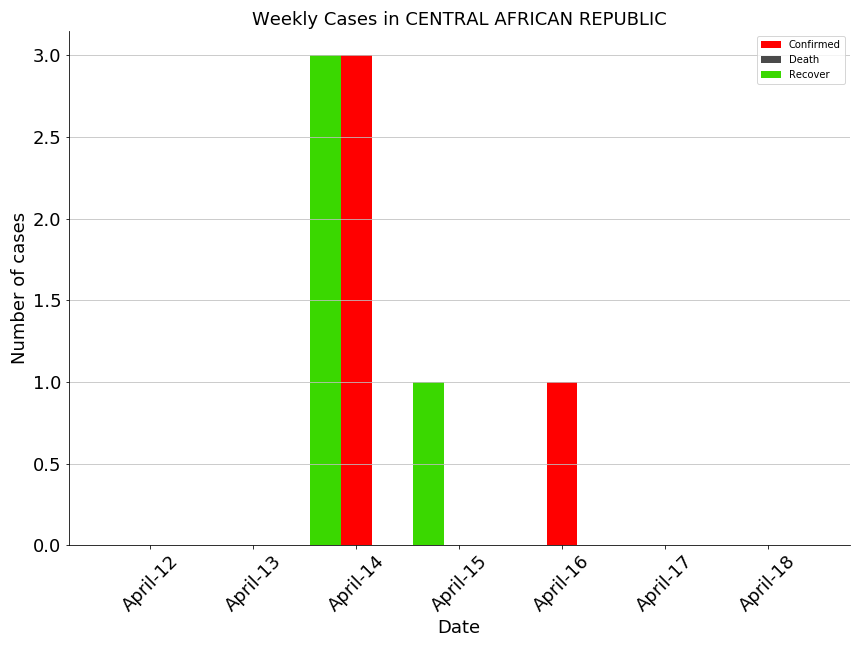 Weekly Cases in CENTRAL AFRICAN REPUBLIC
Confirmed
Death
Recover
Number of cases
3.0
2.5
2.0
1.5
1.0
0.5
0.0
April-12
April-13
April-14
April-15
April-16
April-17
April-18
Date